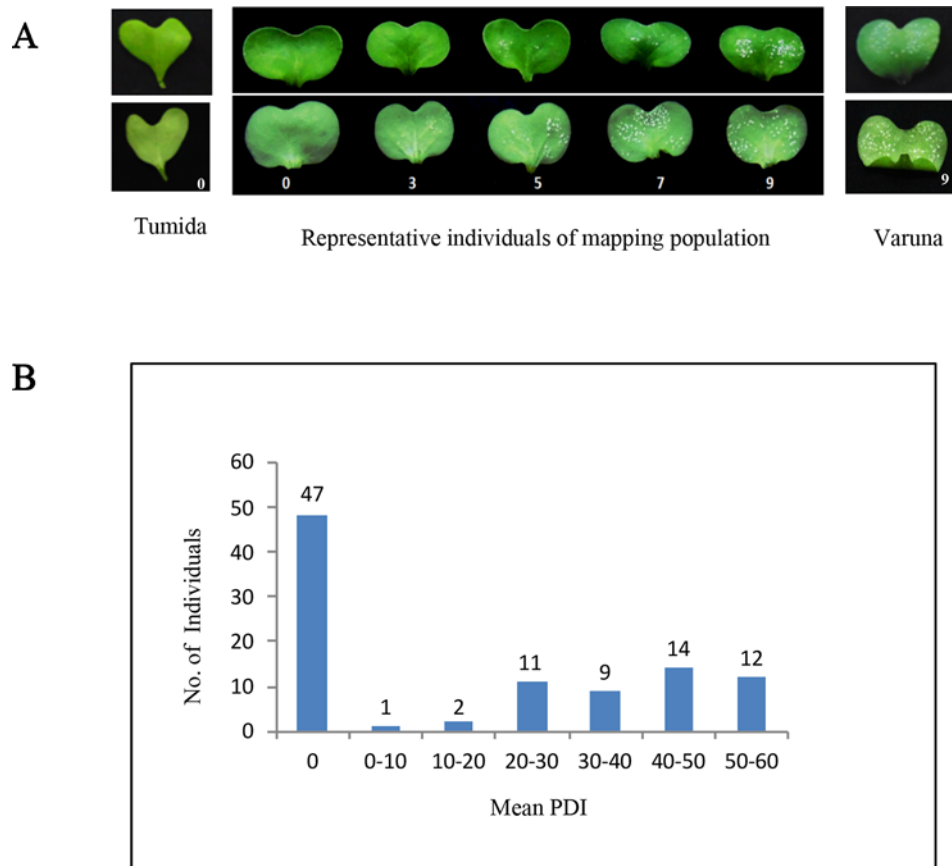 A
0
0 3 5 7 9
9
Tumida
Representative individuals of mapping population
Varuna
B
No. of Individuals
60
50
40
30
20
10
0
47
1
2
11
9
14
12
0 0-10 10-20 20-30 30-40 40-50 50-60
Mean PDI